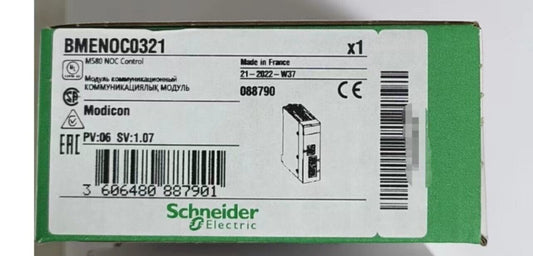 BMENOC0321
x1
M580 NOC Control
Made in France
21-2022-W37
Модуль коммуникационный
КОММУНИКАЦИЯЛЫҚ МОДУЛЬ
088790
CE
Modicon
PV:06 SV:1.07
EAC
3 606480 887901
Schneider
Electric